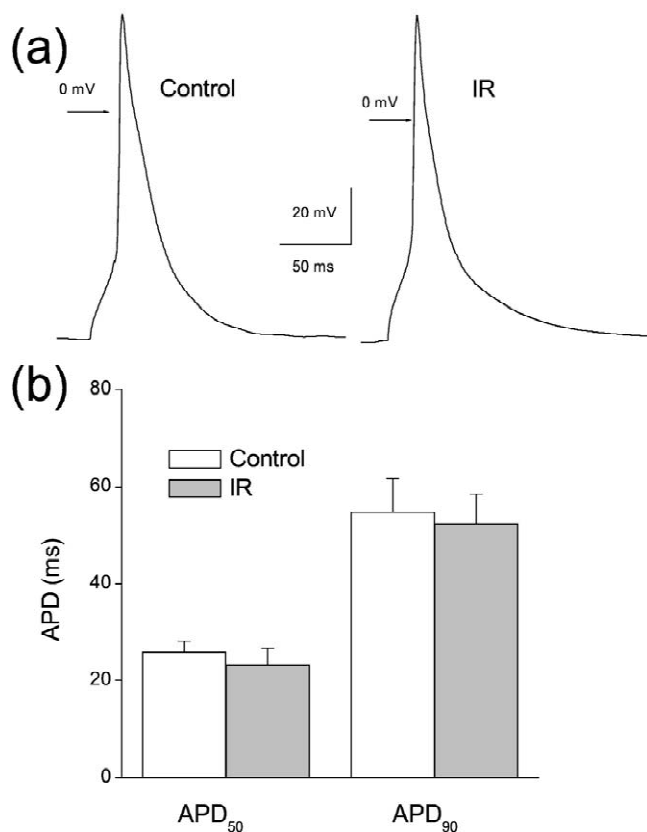 (a)
0 mV
Control
0 mV
IR
20 mV
50 ms
(b)
80
60
40
20
0
APD (ms)
Control
IR
APD50
APD90